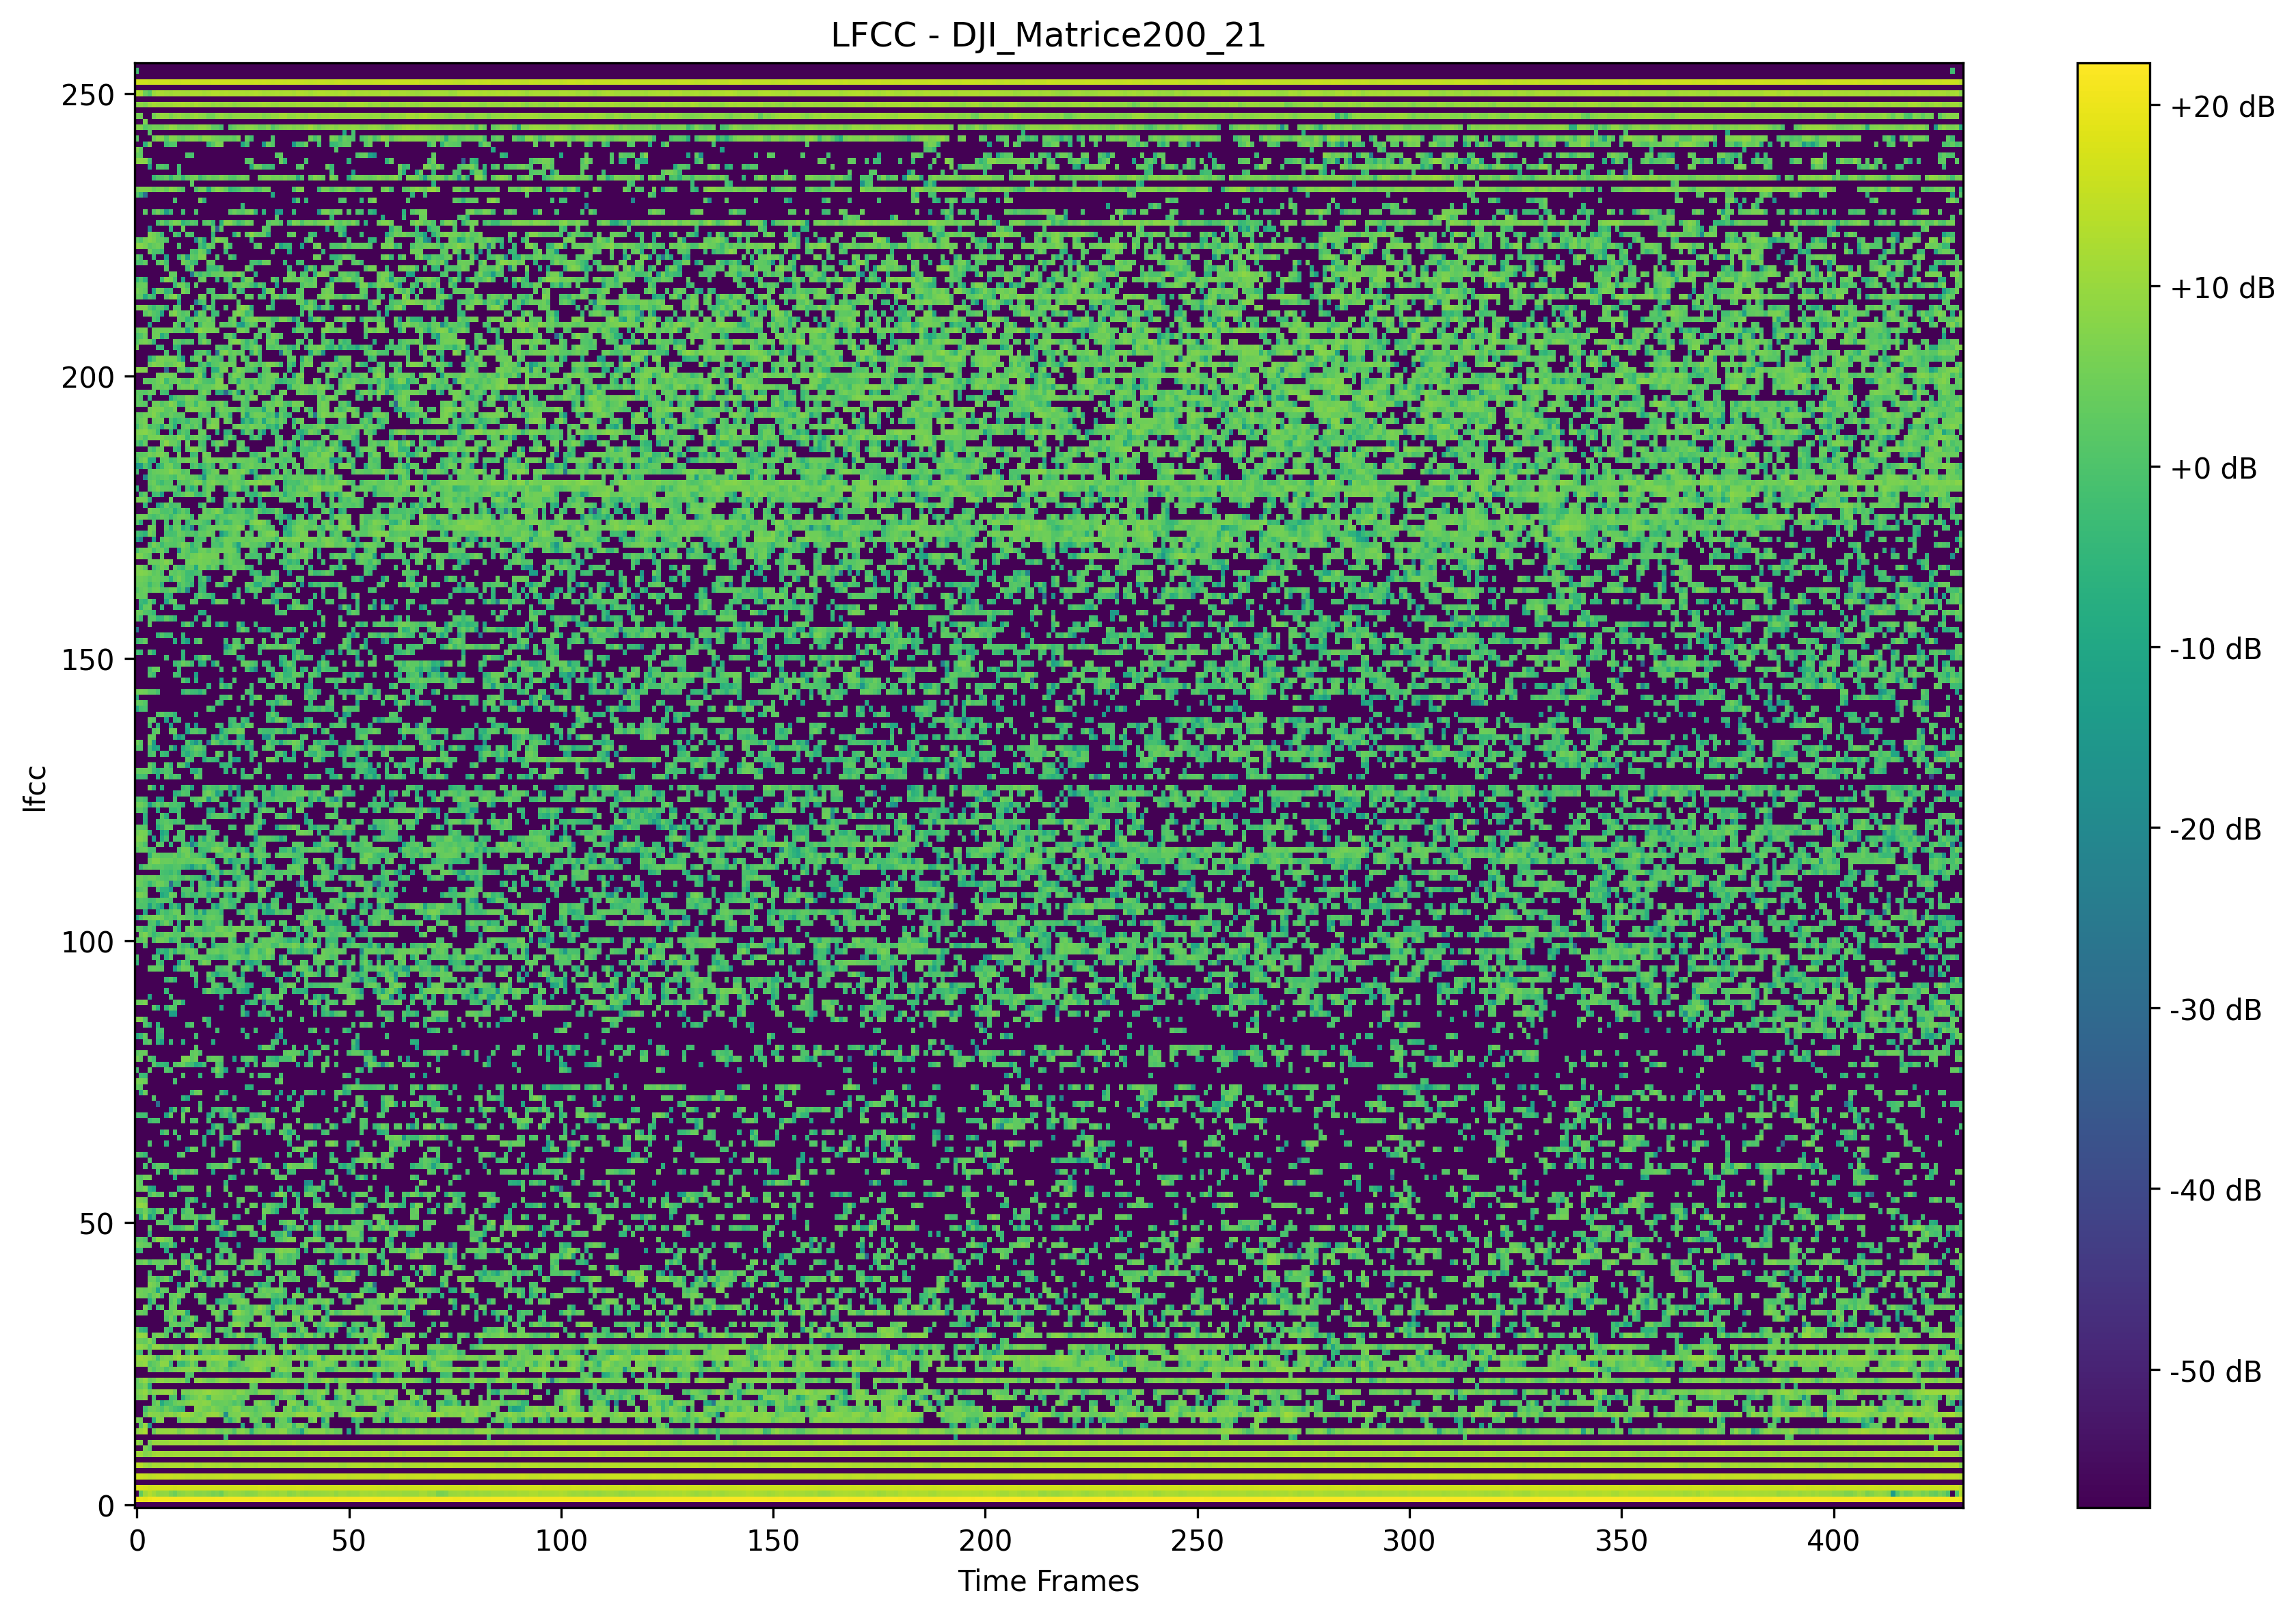 LFCC - DJI_Matrice200_21
250
200
150
100
50
0
lfcc
0 50 100 150 200 250 300 350 400
Time Frames
+20 dB
+10 dB
+0 dB
-10 dB
-20 dB
-30 dB
-40 dB
-50 dB